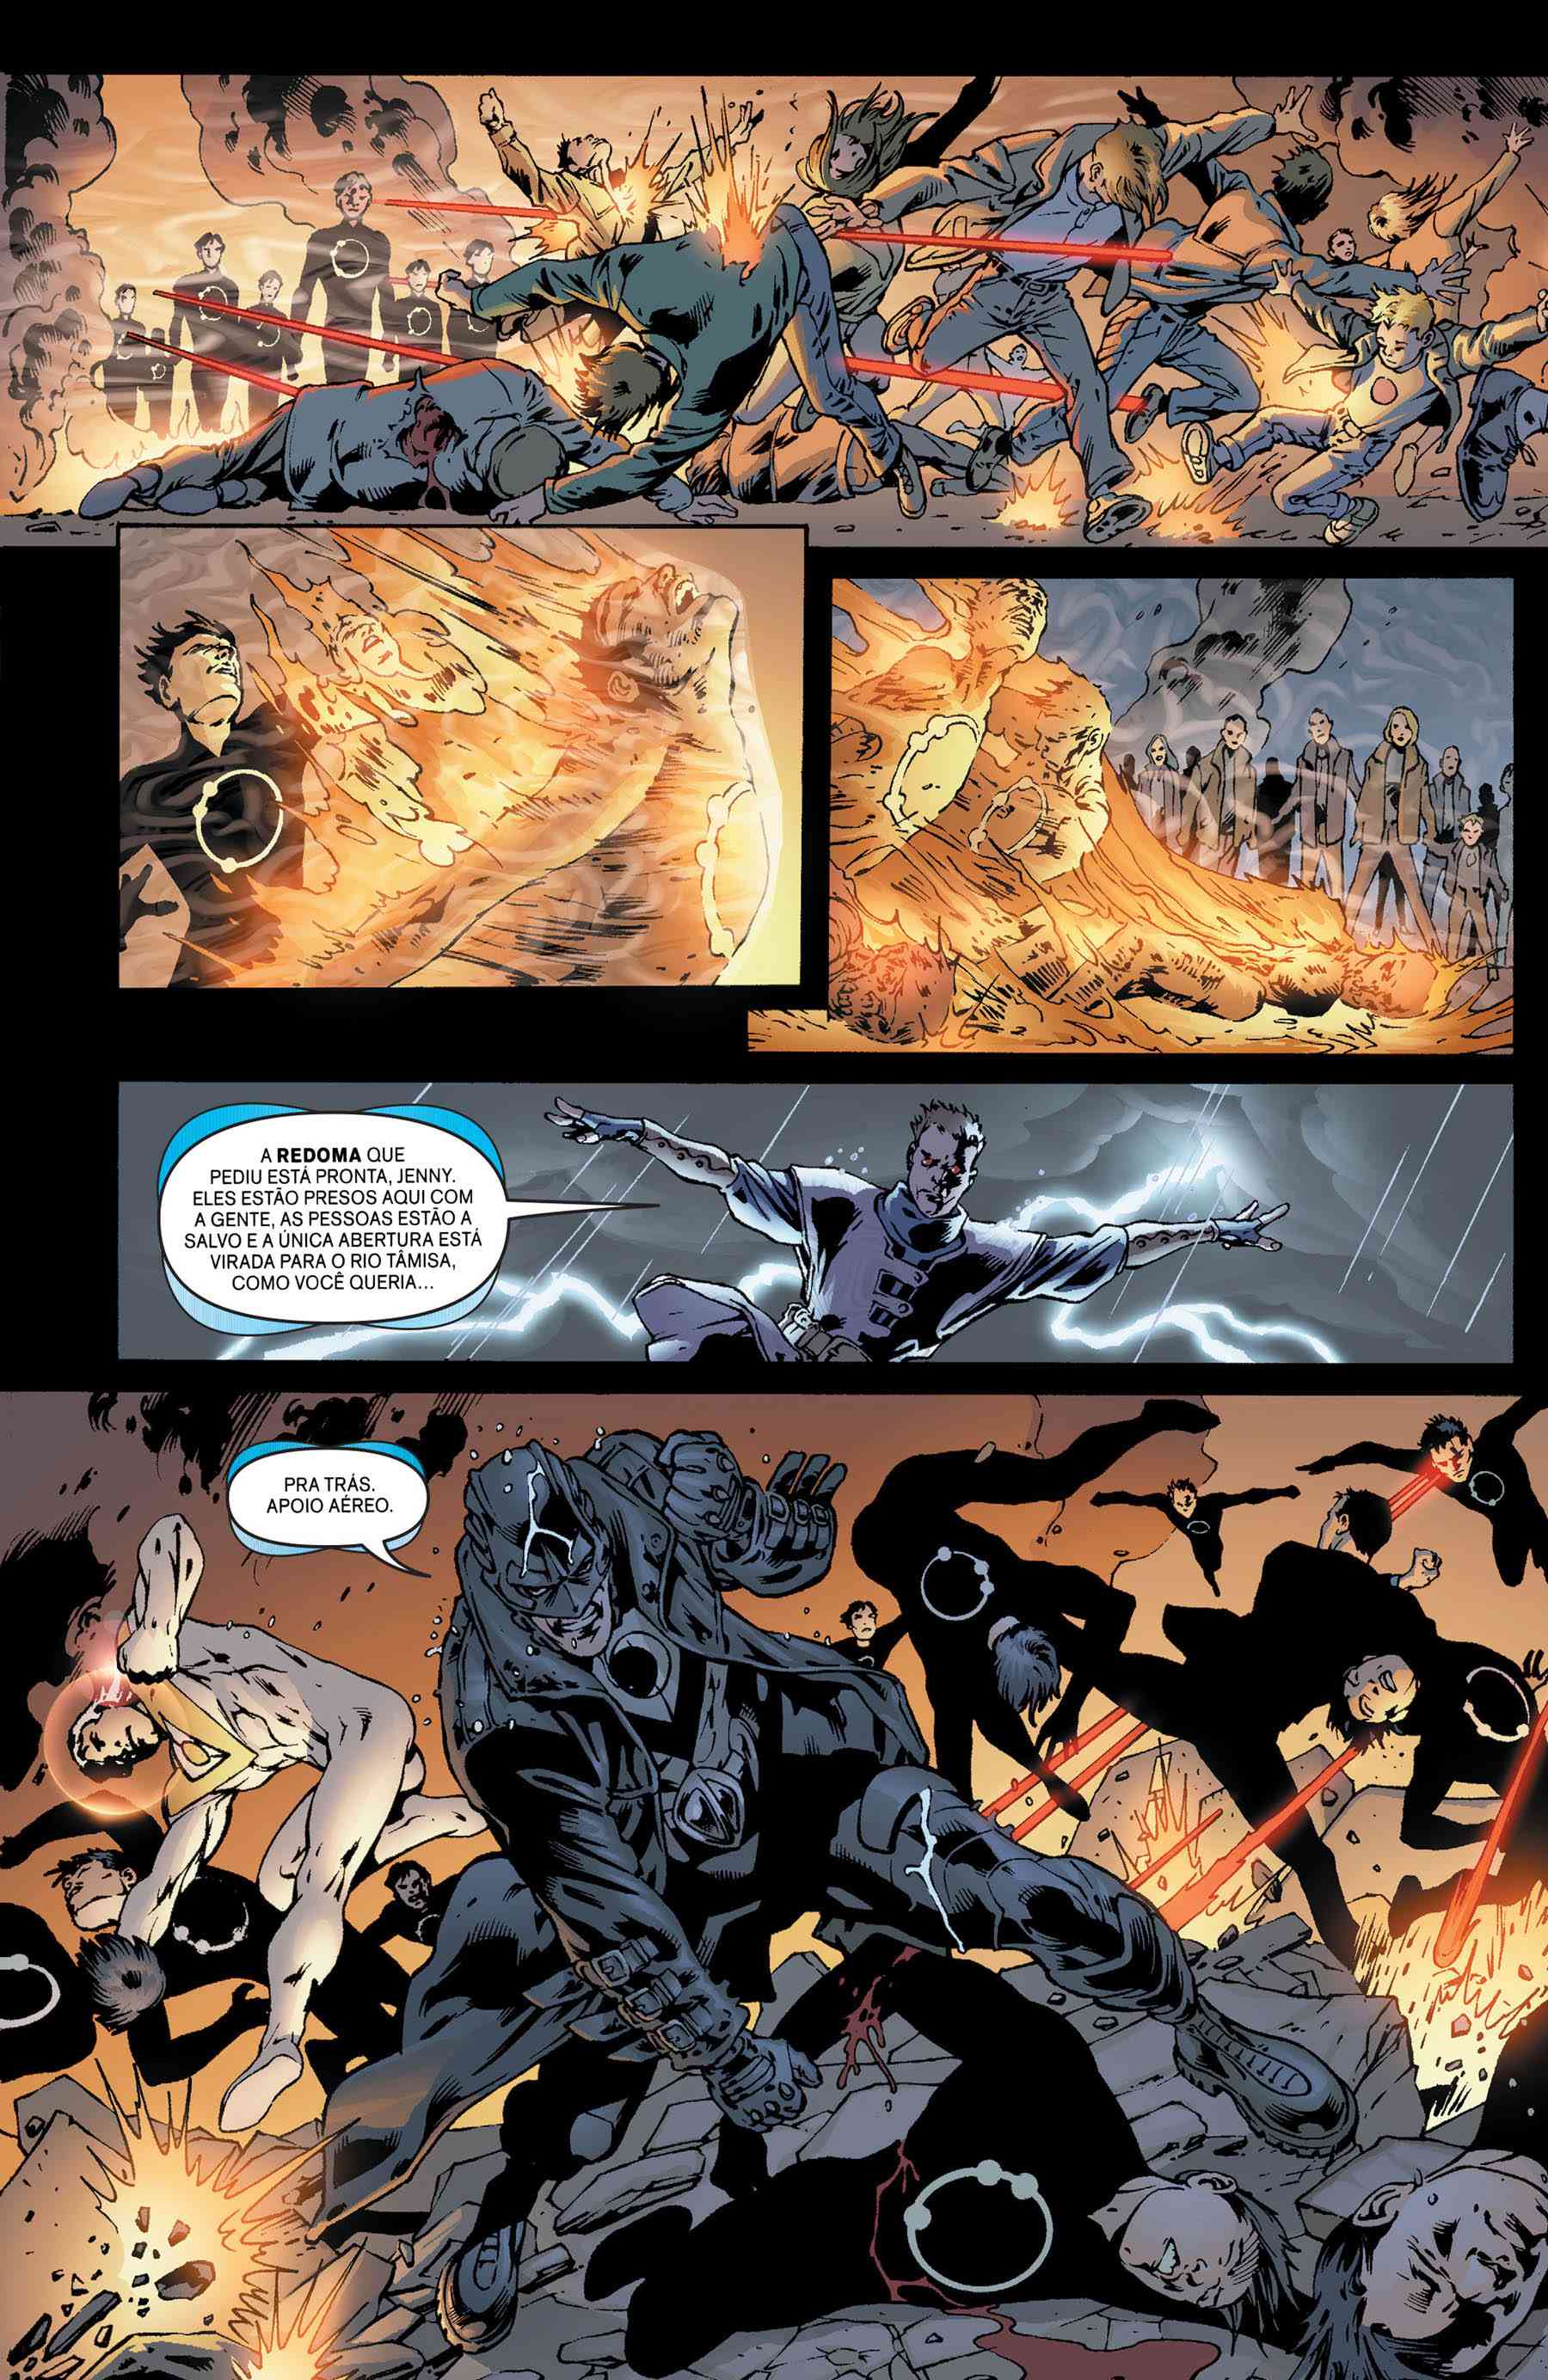 A REDOMA QUE
PEDIU ESTÁ PRONTA, JENNY.
ELES ESTÃO PRESOS AQUI COM
A GENTE, AS PESSOAS ESTÃO A
SALVO E A ÚNICA ABERTURA ESTÁ
VIRADA PARA O RIO TÂMISA,
COMO VOCÊ QUERIA...
PRA TRÁS.
APOIO AÉREO.